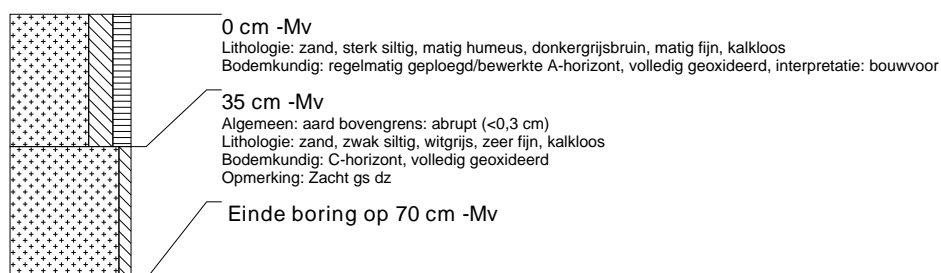 0 cm -Mv
Lithologie: zand, sterk siltig, matig humeus, donkergrijsbruin, matig fijn, kalkloos
Bodemkundig: regelmatig geploegd/bewerkte A-horizont, volledig geoxideerd, interpretatie: bouwvoor
35 cm -Mv
Algemeen: aard bovengrens: abrupt (<0,3 cm)
Lithologie: zand, zwak siltig, witgrijs, zeer fijn, kalkloos
Bodemkundig: C-horizont, volledig geoxideerd
Opmerking: Zacht gs dz
Einde boring op 70 cm -Mv